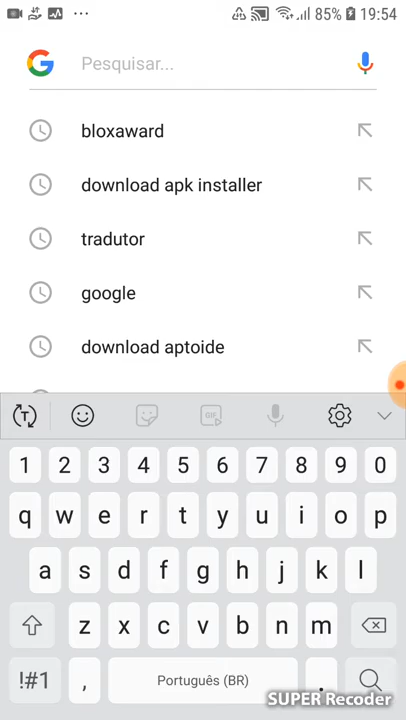 85% 19:54
Pesquisar...
bloxaward
download apk installer
tradutor
google
download aptoide
T GIF
1 2 3 4 5 6 7 8 9 0
q w e r t y u i o p
a s d f g h j k l
z x c v b n m
!#1 , Português (BR) .
SUPER Recoder